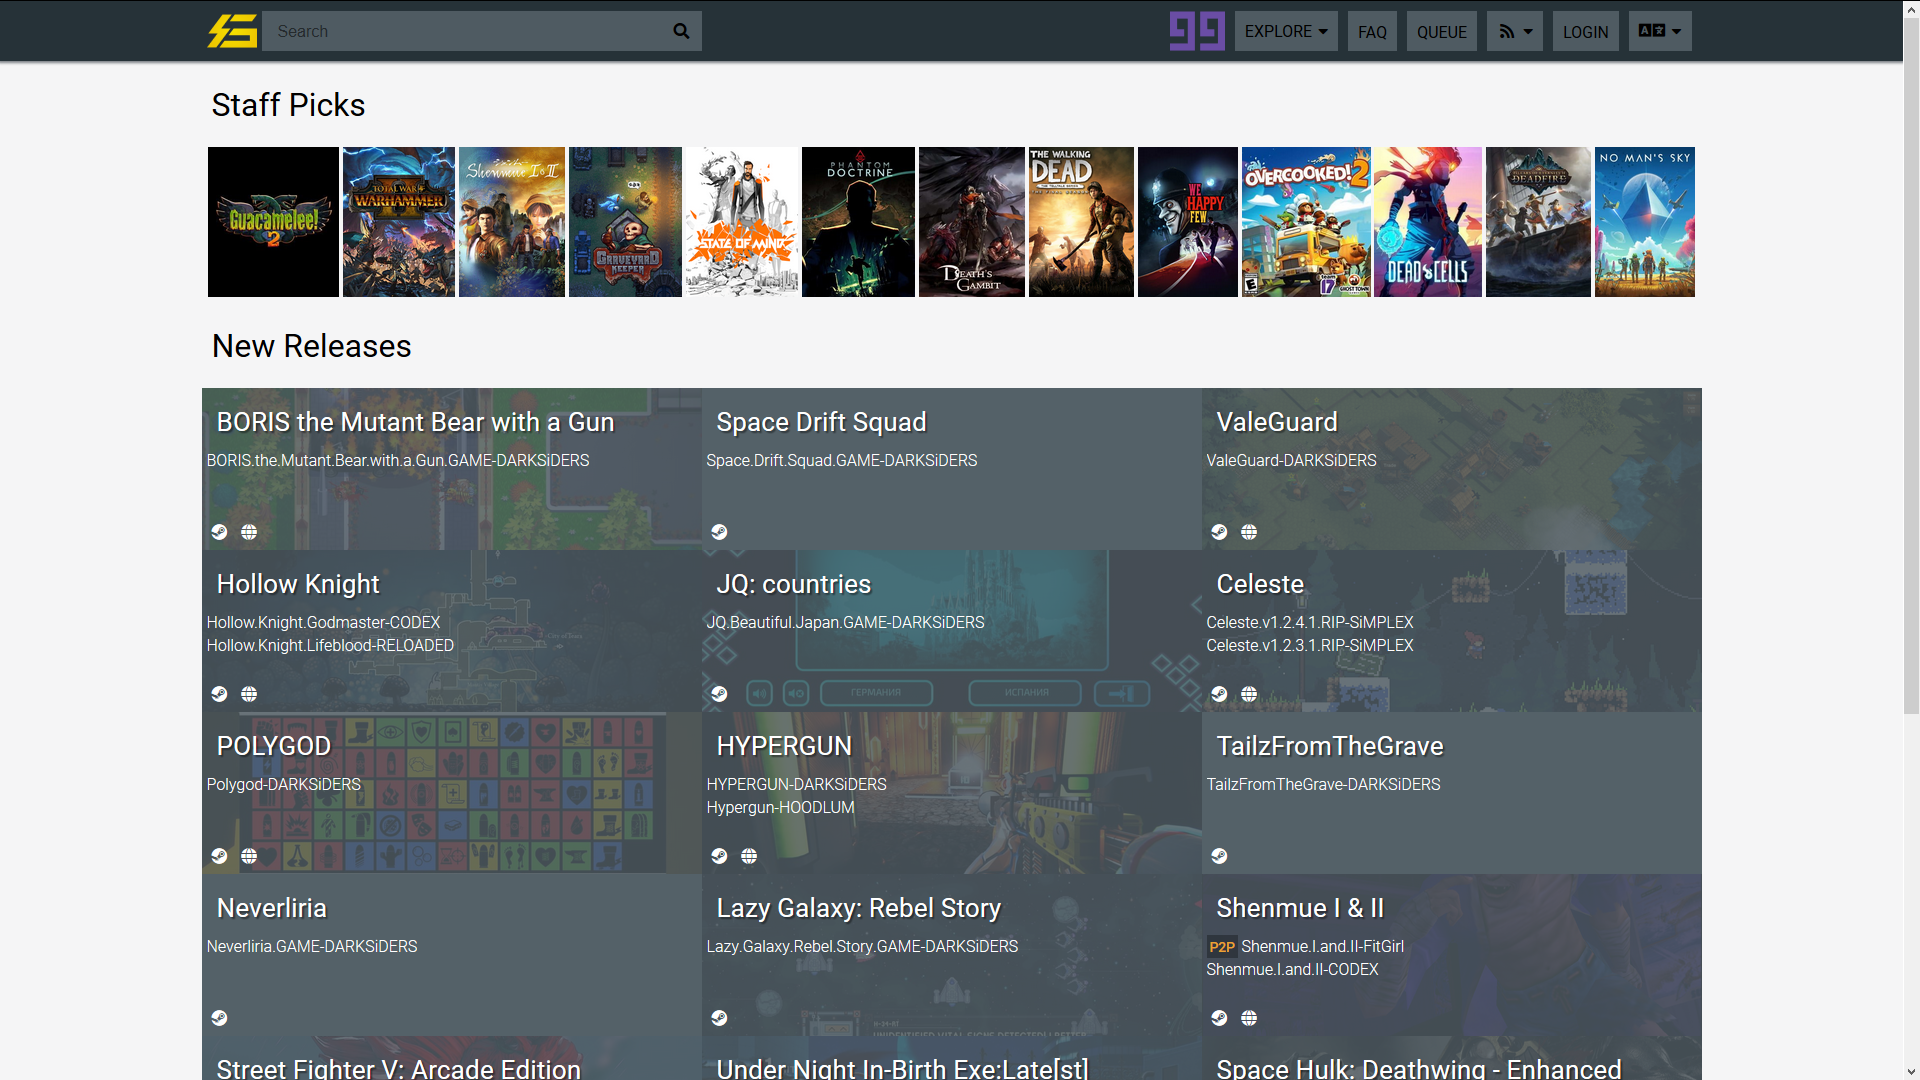 Search
gg
EXPLORE
FAQ
QUEUE
LOGIN
Staff Picks
Guacamelee! 2
TOTAL WAR WARHAMMER II
Shenmue I & II
GRAVEYARD KEEPER
STATE OF MIND
PHANTOM DOCTRINE
DEATH'S GAMBIT
THE WALKING DEAD
WE HAPPY FEW
OVERCOOKED! 2
TEAM 17
GHOST TOWN
DEAD CELLS
DEADFIRE
NO MAN'S SKY
New Releases
BORIS the Mutant Bear with a Gun
BORIS.the.Mutant.Bear.with.a.Gun.GAME-DARKSiDERS
Space Drift Squad
Space.Drift.Squad.GAME-DARKSiDERS
ValeGuard
ValeGuard-DARKSiDERS
Hollow Knight
Hollow.Knight.Godmaster-CODEX
Hollow.Knight.Lifeblood-RELOADED
JQ: countries
JQ.Beautiful.Japan.GAME-DARKSiDERS
ГЕРМАНИЯ
ИСПАНИЯ
Celeste
Celeste.v1.2.4.1.RIP-SiMPLEX
Celeste.v1.2.3.1.RIP-SiMPLEX
POLYGOD
Polygod-DARKSiDERS
HYPERGUN
HYPERGUN-DARKSiDERS
Hypergun-HOODLUM
TailzFromTheGrave
TailzFromTheGrave-DARKSiDERS
Neverliria
Neverliria.GAME-DARKSiDERS
Lazy Galaxy: Rebel Story
Lazy.Galaxy.Rebel.Story.GAME-DARKSiDERS
Shenmue I & II
P2P Shenmue.I.and.II-FitGirl
Shenmue.I.and.II-CODEX
Street Fighter V: Arcade Edition
Under Night In-Birth Exe:Late[st]
Space Hulk: Deathwing - Enhanced